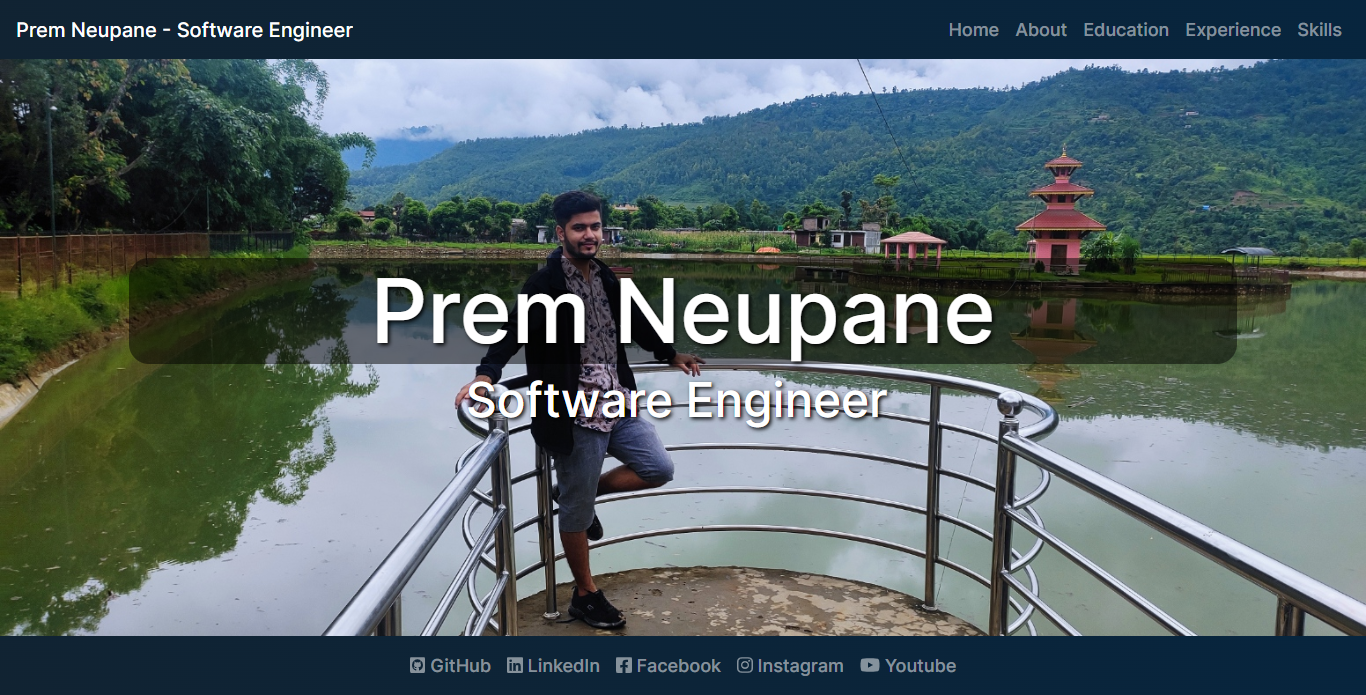 Prem Neupane - Software Engineer
Home About Education Experience Skills
Prem Neupane
Software Engineer
GitHub LinkedIn Facebook Instagram Youtube